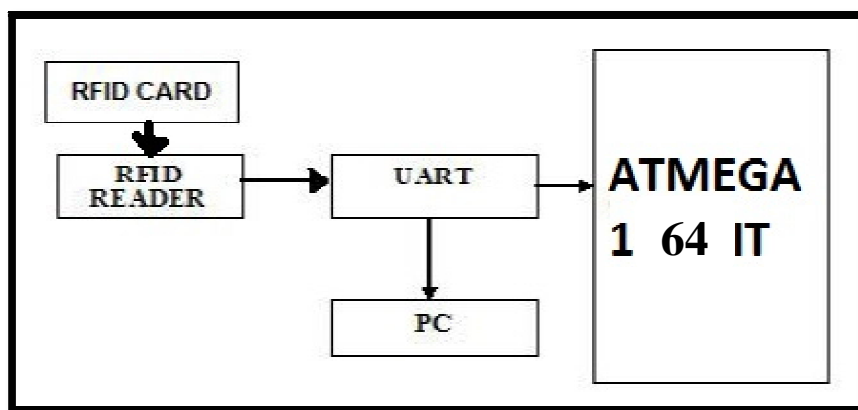 RFID CARD
RFID
READER
UART
ATMEGA
1 64 IT
PC